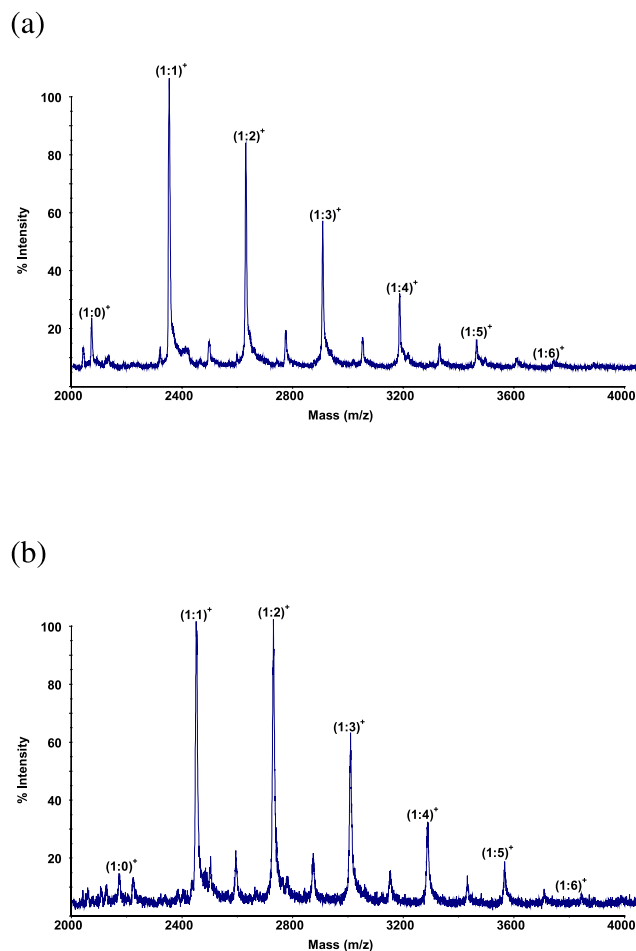 (a)
(1:1)+
100
(1:2)+
80
(1:3)+
60
% Intensity
40
(1:4)+
(1:0)+
20
(1:5)+
(1:6)+
2000 2400 2800 3200 3600 4000
Mass (m/z)
(b)
(1:1)+ (1:2)+
100
80
(1:3)+
60
% Intensity
40
(1:4)+
20
(1:0)+
(1:5)+
(1:6)+
2000 2400 2800 3200 3600 4000
Mass (m/z)